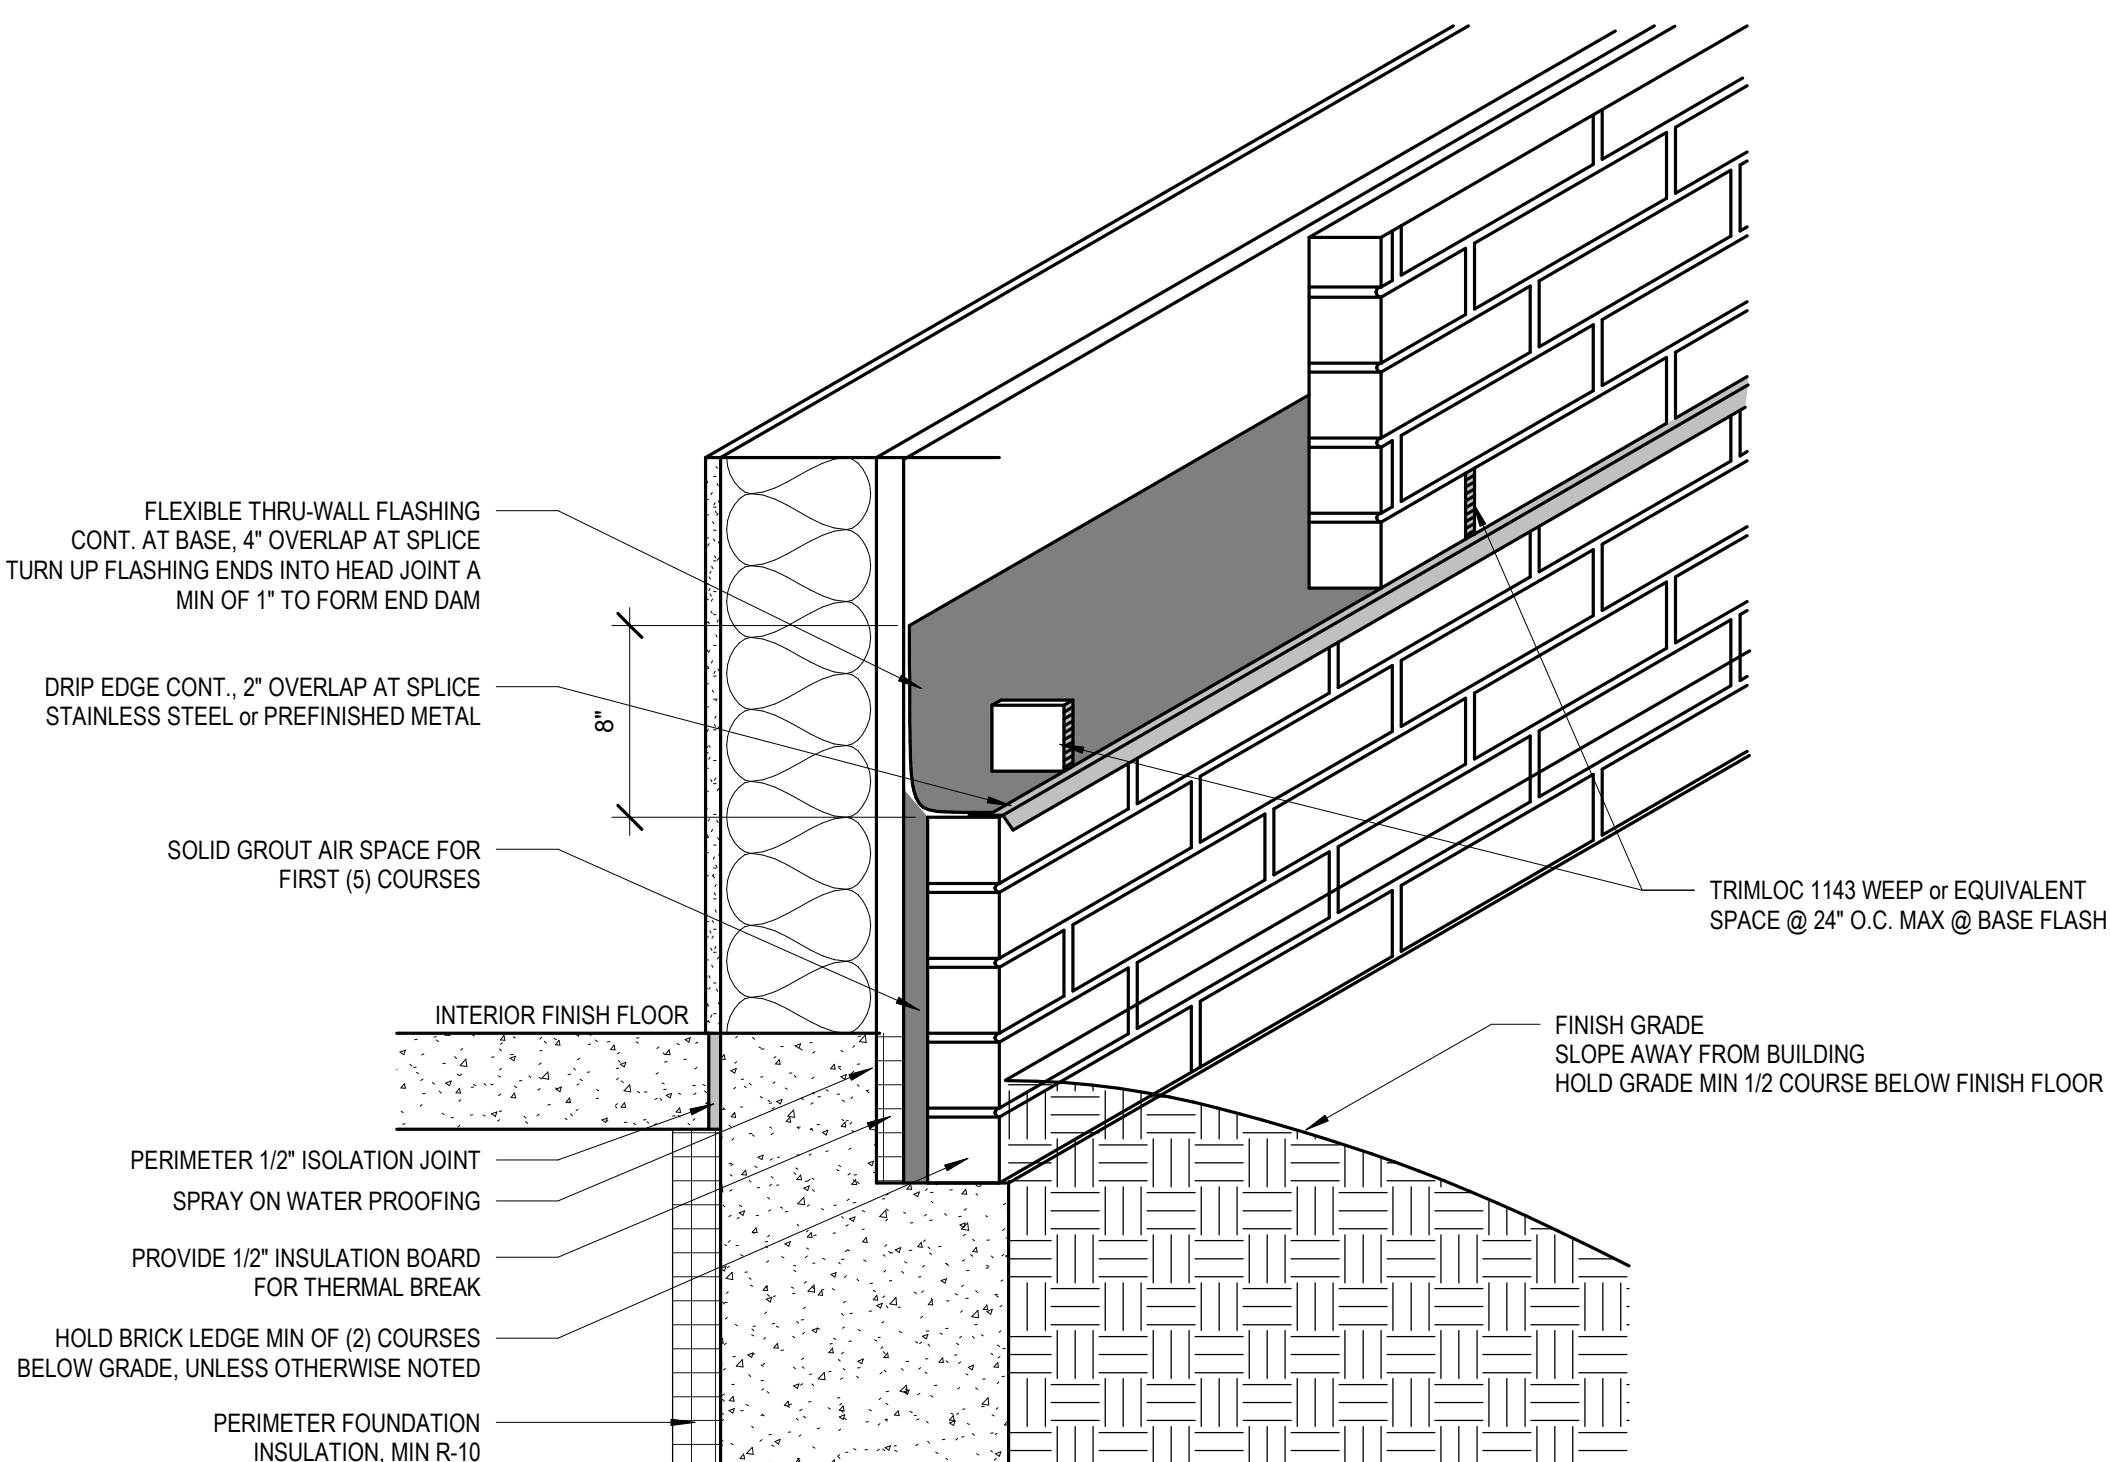 FLEXIBLE THRU-WALL FLASHING
CONT. AT BASE, 4" OVERLAP AT SPLICE
TURN UP FLASHING ENDS INTO HEAD JOINT A
MIN OF 1" TO FORM END DAM
DRIP EDGE CONT., 2" OVERLAP AT SPLICE
STAINLESS STEEL or PREFINISHED METAL
8"
SOLID GROUT AIR SPACE FOR
FIRST (5) COURSES
INTERIOR FINISH FLOOR
PERIMETER 1/2" ISOLATION JOINT
SPRAY ON WATER PROOFING
PROVIDE 1/2" INSULATION BOARD
FOR THERMAL BREAK
HOLD BRICK LEDGE MIN OF (2) COURSES
BELOW GRADE, UNLESS OTHERWISE NOTED
PERIMETER FOUNDATION
INSULATION, MIN R-10
TRIMLOC 1143 WEEP or EQUIVALENT
SPACE @ 24" O.C. MAX @ BASE FLASH
FINISH GRADE
SLOPE AWAY FROM BUILDING
HOLD GRADE MIN 1/2 COURSE BELOW FINISH FLOOR